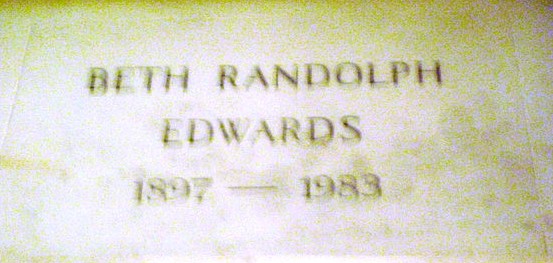 BETH RANDOLPH
EDWARDS
1897 — 1983